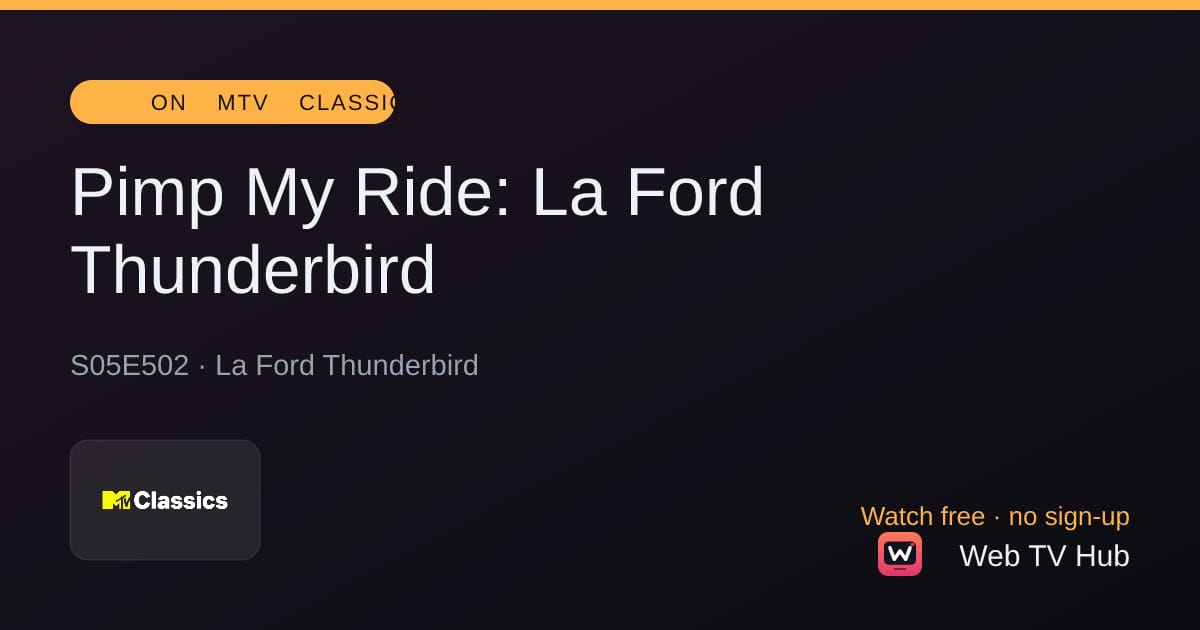 ON MTV CLASSIC
Pimp My Ride: La Ford
Thunderbird
S05E502 · La Ford Thunderbird
MTV Classics
Watch free · no sign-up
W Web TV Hub